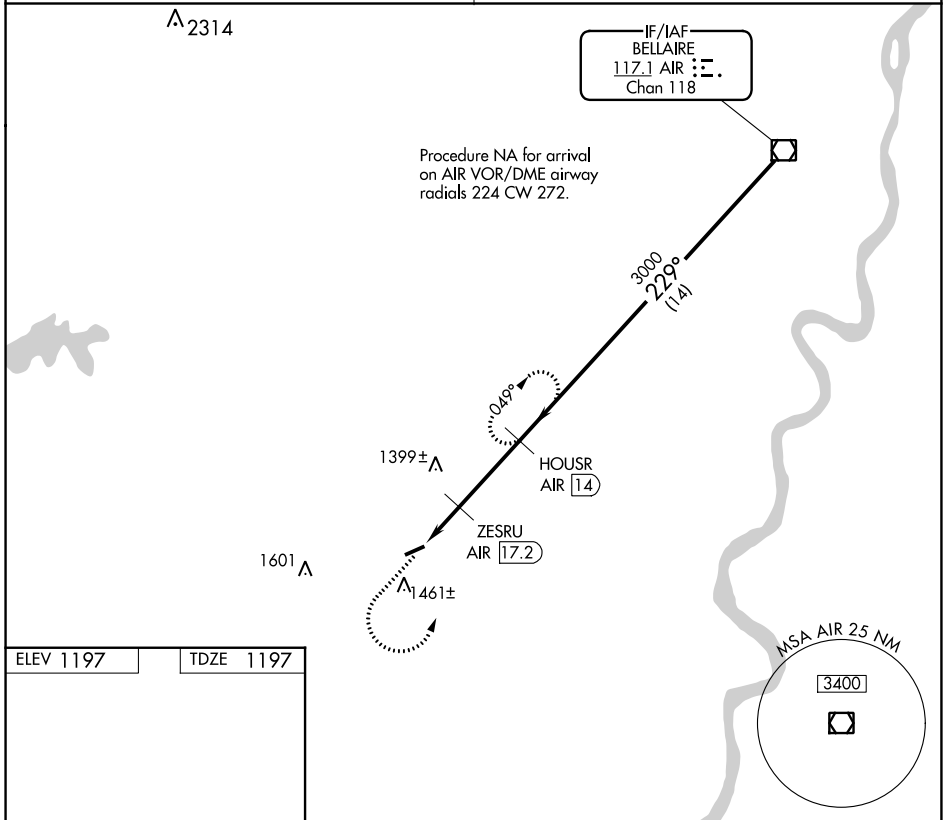 2314
IF/IAF
BELLAIRE
117.1 AIR
Chan 118
Procedure NA for arrival
on AIR VOR/DME airway
radials 224 CW 272.
3000
229°
(14)
049°
1399±
HOUSR
AIR 14
ZESRU
AIR 17.2
1601
1461±
MSA AIR 25 NM
3400
ELEV 1197
TDZE 1197